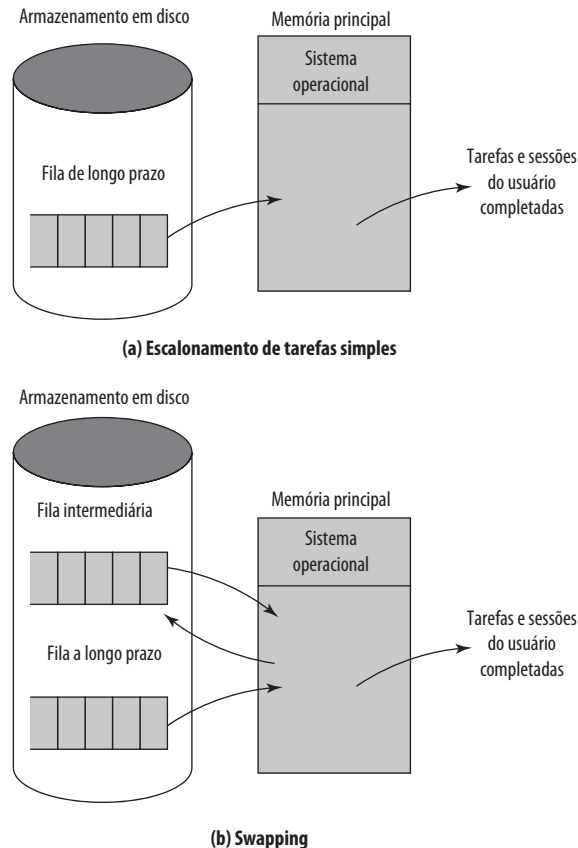 Armazenamento em disco
Memória principal
Sistema
operacional
Fila de longo prazo
Tarefas e sessões
do usuário
completadas
(a) Escalonamento de tarefas simples
Armazenamento em disco
Fila intermediária
Memória principal
Sistema
operacional
Fila a longo prazo
Tarefas e sessões
do usuário
completadas
(b) Swapping